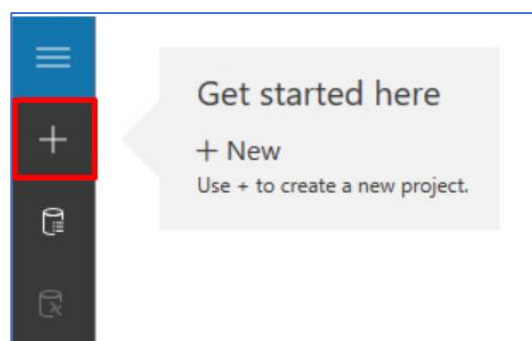 Get started here
+ New
Use + to create a new project.